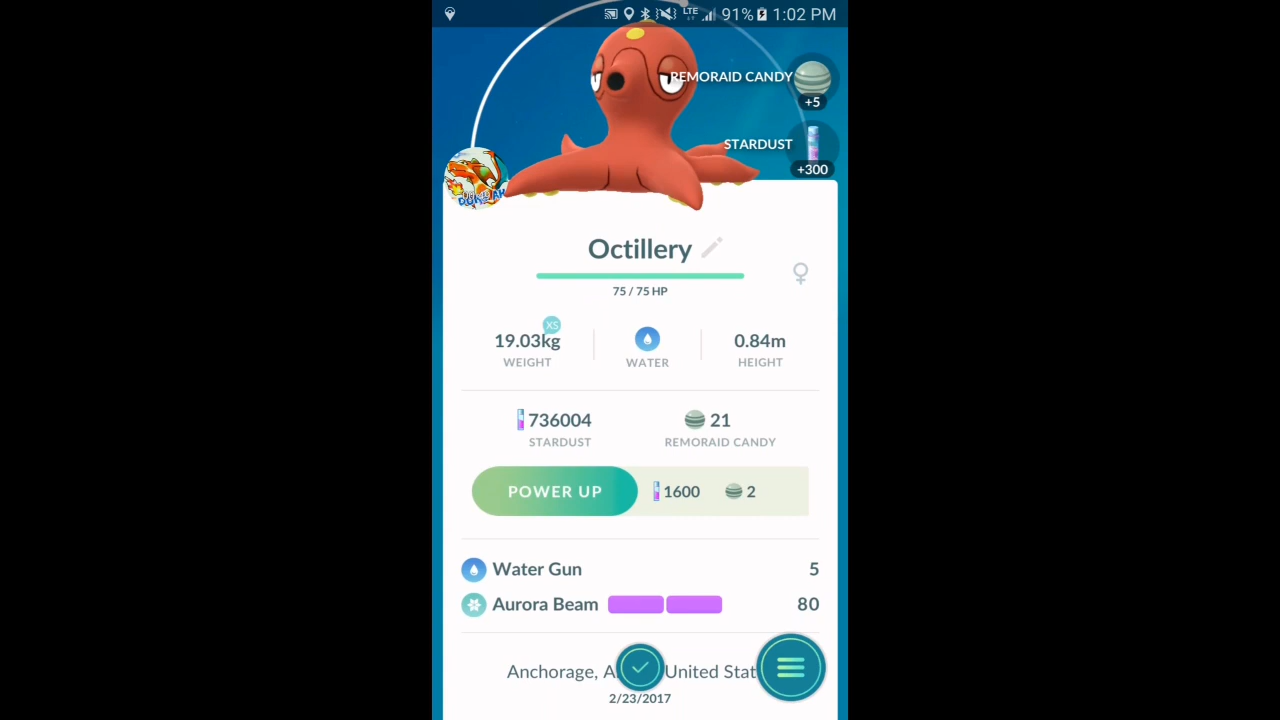 LTE 91% 1:02 PM
REMORAID CANDY
+5
STARDUST
+300
Octillery
75 / 75 HP
XS
19.03kg
WEIGHT
WATER
0.84m
HEIGHT
736004
STARDUST
21
REMORAID CANDY
POWER UP 1600 2
Water Gun 5
Aurora Beam 80
Anchorage, A United Stat
2/23/2017